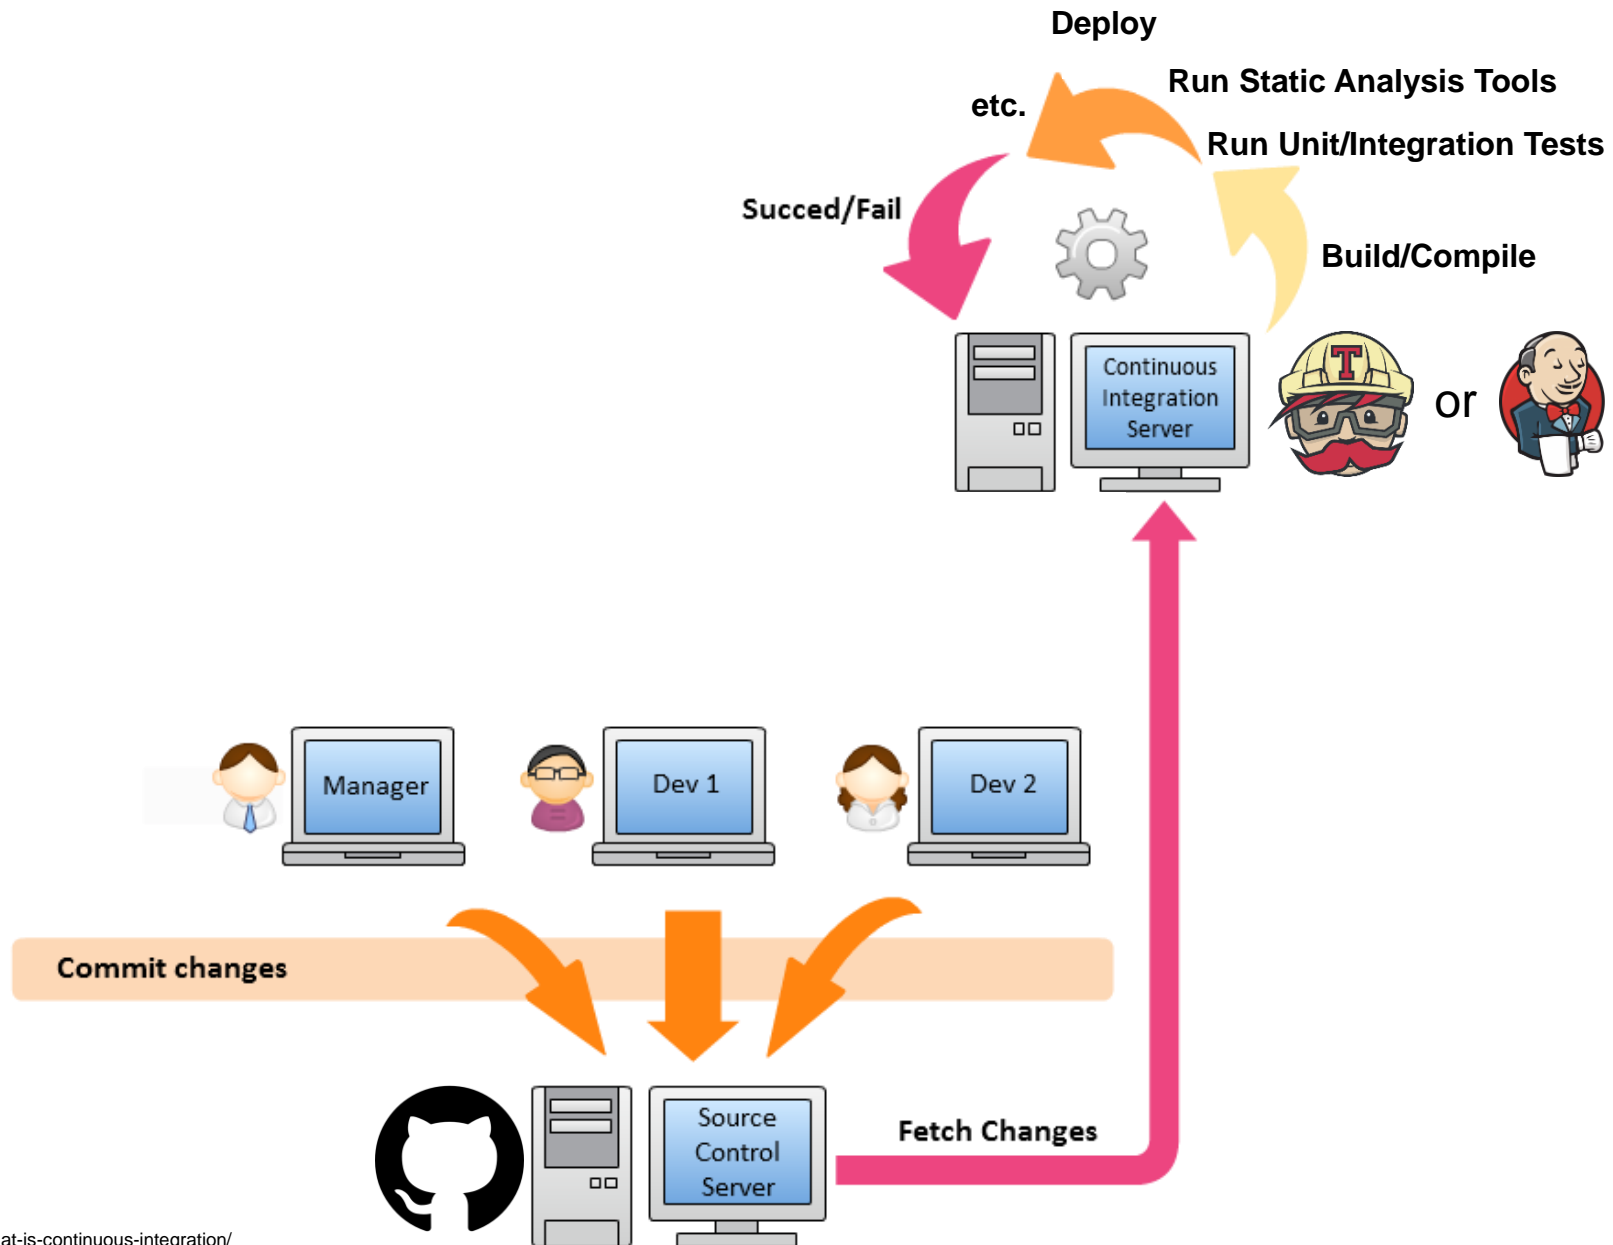 Deploy
Run Static Analysis Tools
etc.
Run Unit/Integration Tests
Succed/Fail
Build/Compile
Continuous
Integration
Server
T
or
Manager
Dev 1
Dev 2
Commit changes
Source
Control
Server
Fetch Changes
at-is-continuous-integration/